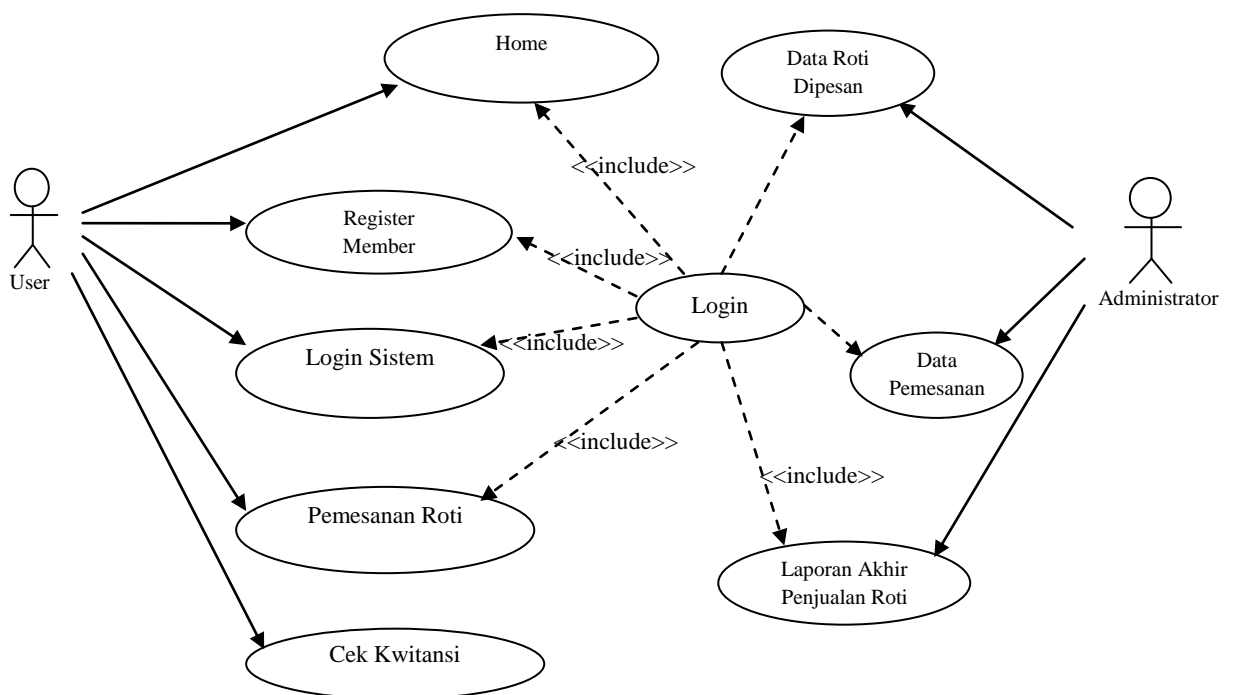 Home
Data Roti
Dipesan
<<include>>
Register
Member
<<include>>
User
Administrator
Login
Login Sistem
<<include>>
Data
Pemesanan
<<include>>
<<include>>
Pemesanan Roti
Laporan Akhir
Penjualan Roti
Cek Kwitansi